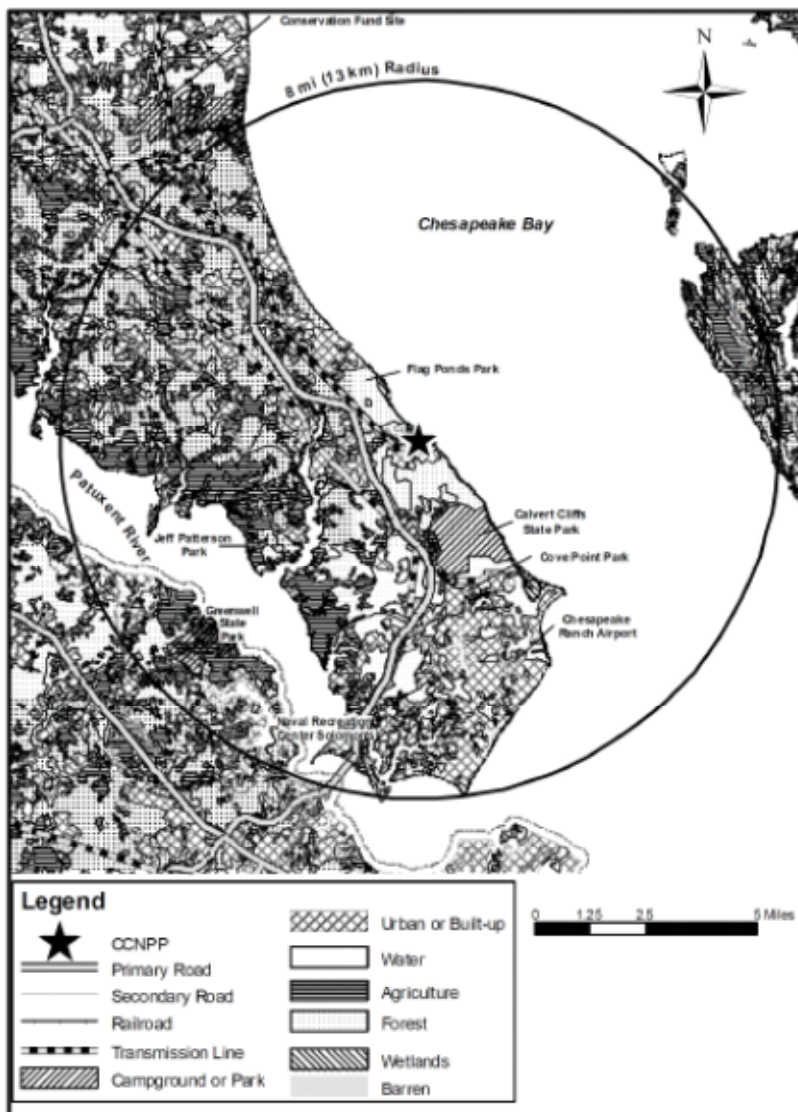 Conservation Fund Site
8 mi (13 km) Radius
N
Chesapeake Bay
Flag Ponds Park
Patuxent River
Jeff Patterson
Park
Calvert Cliffs
State Park
Cove Point Park
Greenwell
State
Park
Chesapeake
Ranch Airport
Naval Recreation
Center Solomons
Legend
CCNPP
Primary Road
Secondary Road
Railroad
Transmission Line
Campground or Park
Urban or Built-up
Water
Agriculture
Forest
Wetlands
Barren
0 1.25 2.5 5 Miles